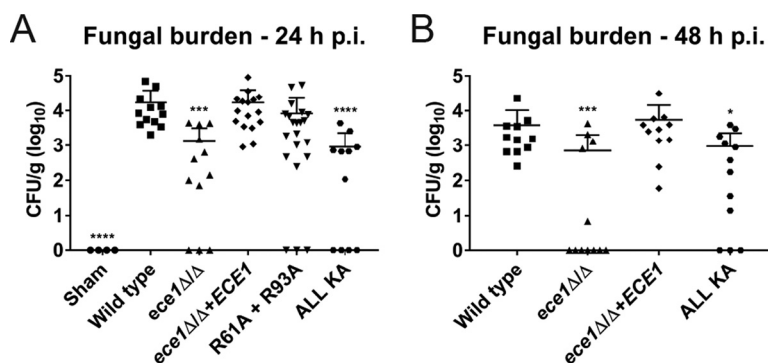 A
Fungal burden - 24 h p.i.
CFU/g (log10)
5
4
3
2
1
0
****
***
****
Sham
Wild type
ece1Δ/Δ
ece1Δ/Δ+ECE1
R61A + R93A
ALL KA
B
Fungal burden - 48 h p.i.
CFU/g (log10)
5
4
3
2
1
0
***
*
Wild type
ece1Δ/Δ
ece1Δ/Δ+ECE1
ALL KA